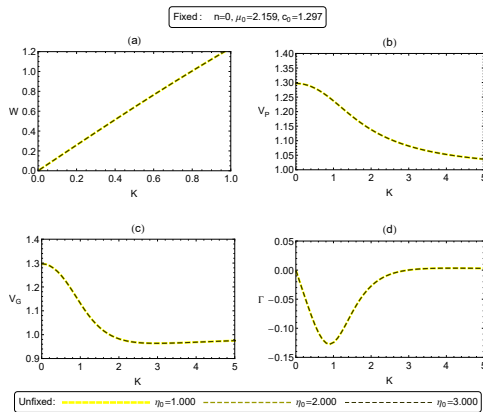 Fixed: n=0, μ₀=2.159, c₀=1.297
(a)
W
1.2
1.0
0.8
0.6
0.4
0.2
0.0
0.0 0.2 0.4 0.6 0.8 1.0
K
(b)
V_P
1.40
1.35
1.30
1.25
1.20
1.15
1.10
1.05
1.00
0 1 2 3 4 5
K
(c)
V_G
1.4
1.3
1.2
1.1
1.0
0.9
0 1 2 3 4 5
K
(d)
Γ
0.05
0.00
−0.05
−0.10
−0.15
0 1 2 3 4 5
K
Unfixed: η₀=1.000 η₀=2.000 η₀=3.000